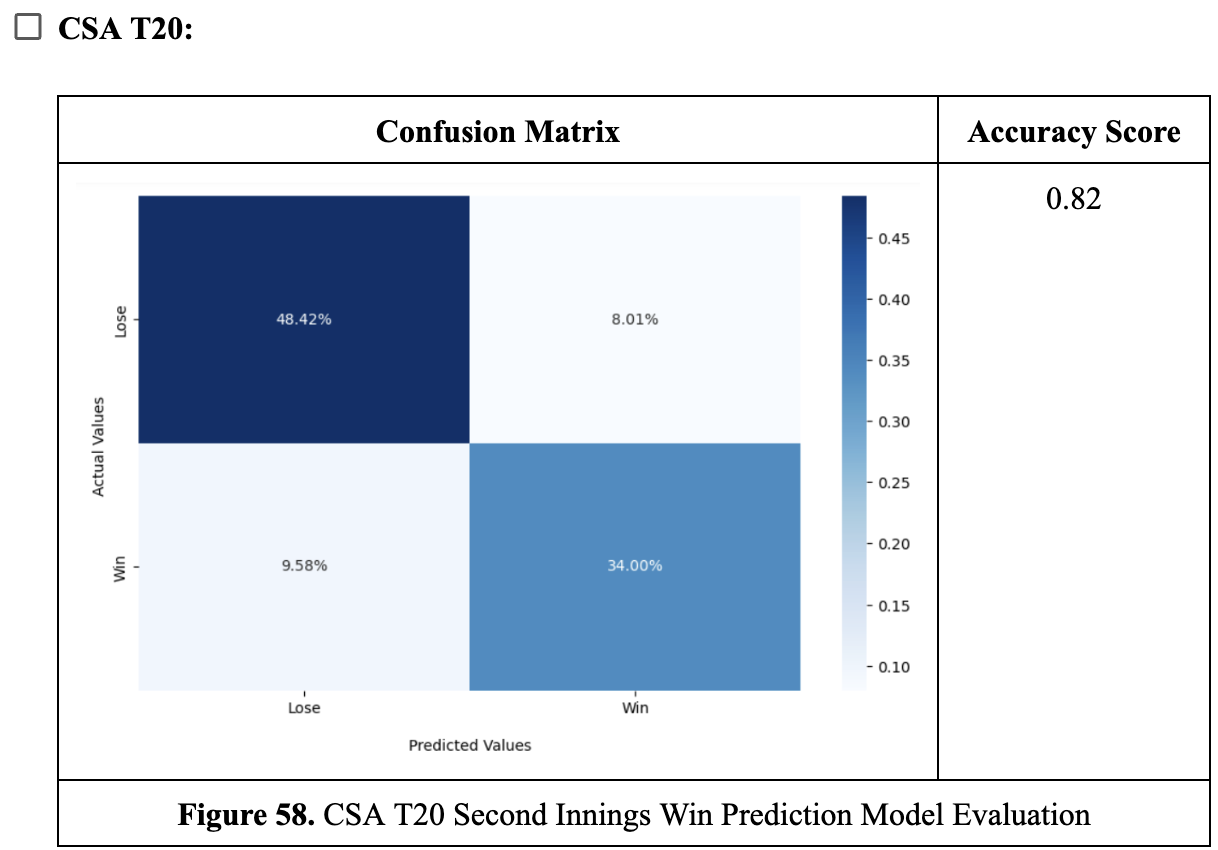 CSA T20:
Confusion Matrix
Accuracy Score
0.82
Actual Values
Lose
Win
48.42%
8.01%
9.58%
34.00%
Lose
Win
Predicted Values
0.45
0.40
0.35
0.30
0.25
0.20
0.15
0.10
Figure 58. CSA T20 Second Innings Win Prediction Model Evaluation